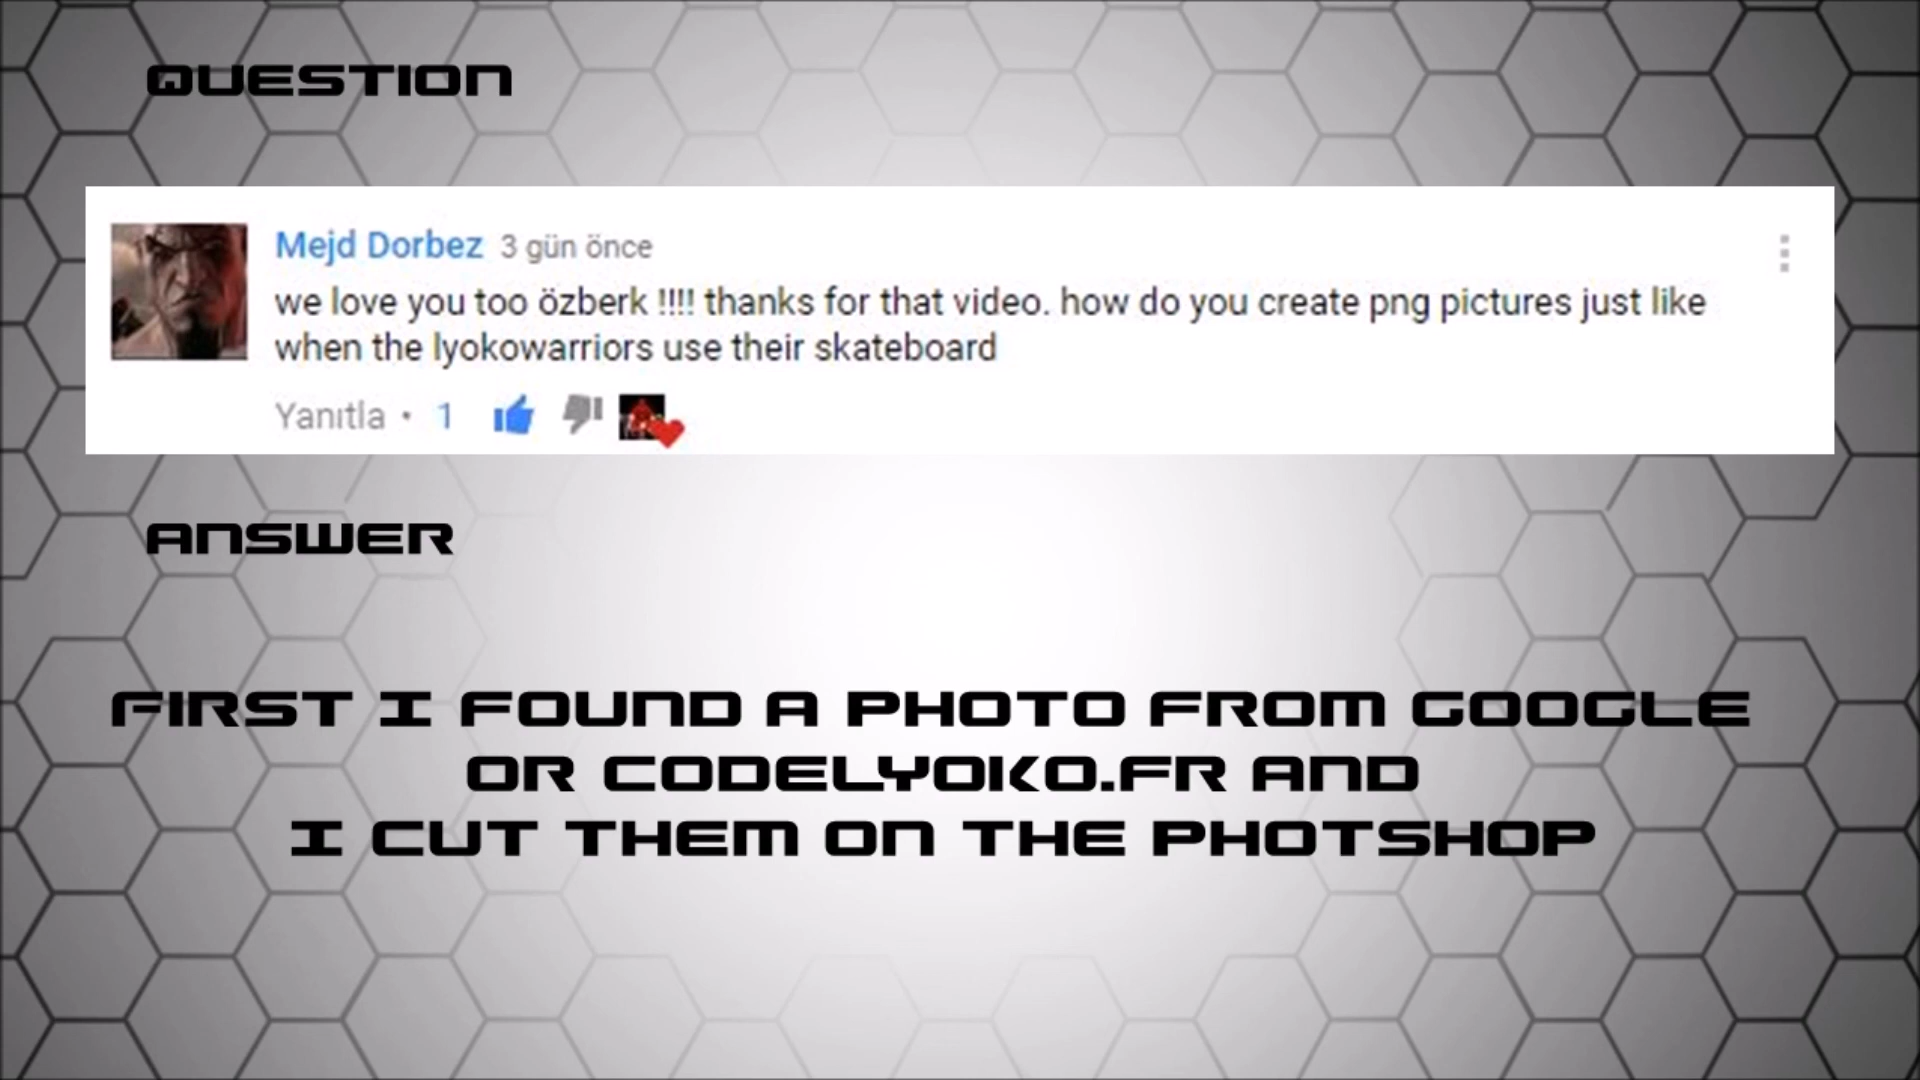 QUESTION
Mejd Dorbez 3 gün önce
we love you too özberk !!!! thanks for that video. how do you create png pictures just like
when the lyokowarriors use their skateboard
Yanıtla • 1
ANSWER
FIRST I FOUND A PHOTO FROM GOOGLE
OR CODELYOKO.FR AND
I CUT THEM ON THE PHOTSHOP